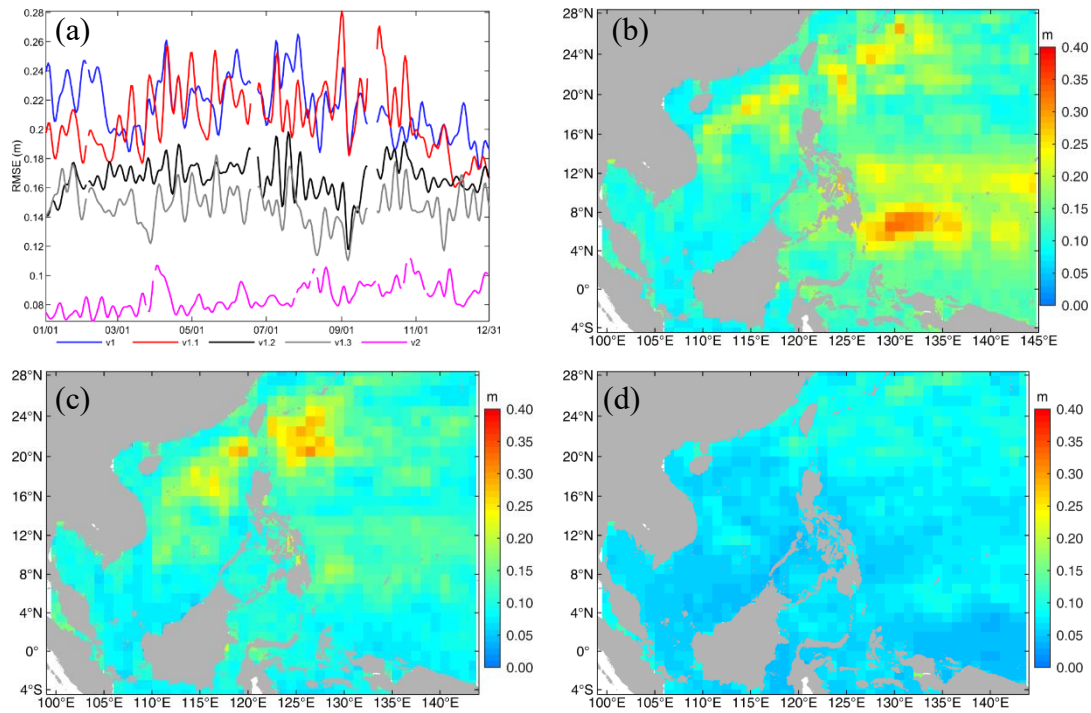 (a)
RMSE (m)
0.28
0.26
0.24
0.22
0.2
0.18
0.16
0.14
0.12
0.1
0.08
01/01 03/01 05/01 07/01 09/01 11/01 12/31
v1 v1.1 v1.2 v1.3 v2
(b)
28°N
24°N
20°N
16°N
12°N
8°N
4°N
0°
4°S
100°E 105°E 110°E 115°E 120°E 125°E 130°E 135°E 140°E 145°E
m
0.40
0.35
0.30
0.25
0.20
0.15
0.10
0.05
0.00
(c)
28°N
24°N
20°N
16°N
12°N
8°N
4°N
0°
4°S
100°E 105°E 110°E 115°E 120°E 125°E 130°E 135°E 140°E
m
0.40
0.35
0.30
0.25
0.20
0.15
0.10
0.05
0.00
(d)
28°N
24°N
20°N
16°N
12°N
8°N
4°N
0°
4°S
100°E 105°E 110°E 115°E 120°E 125°E 130°E 135°E 140°E
m
0.40
0.35
0.30
0.25
0.20
0.15
0.10
0.05
0.00